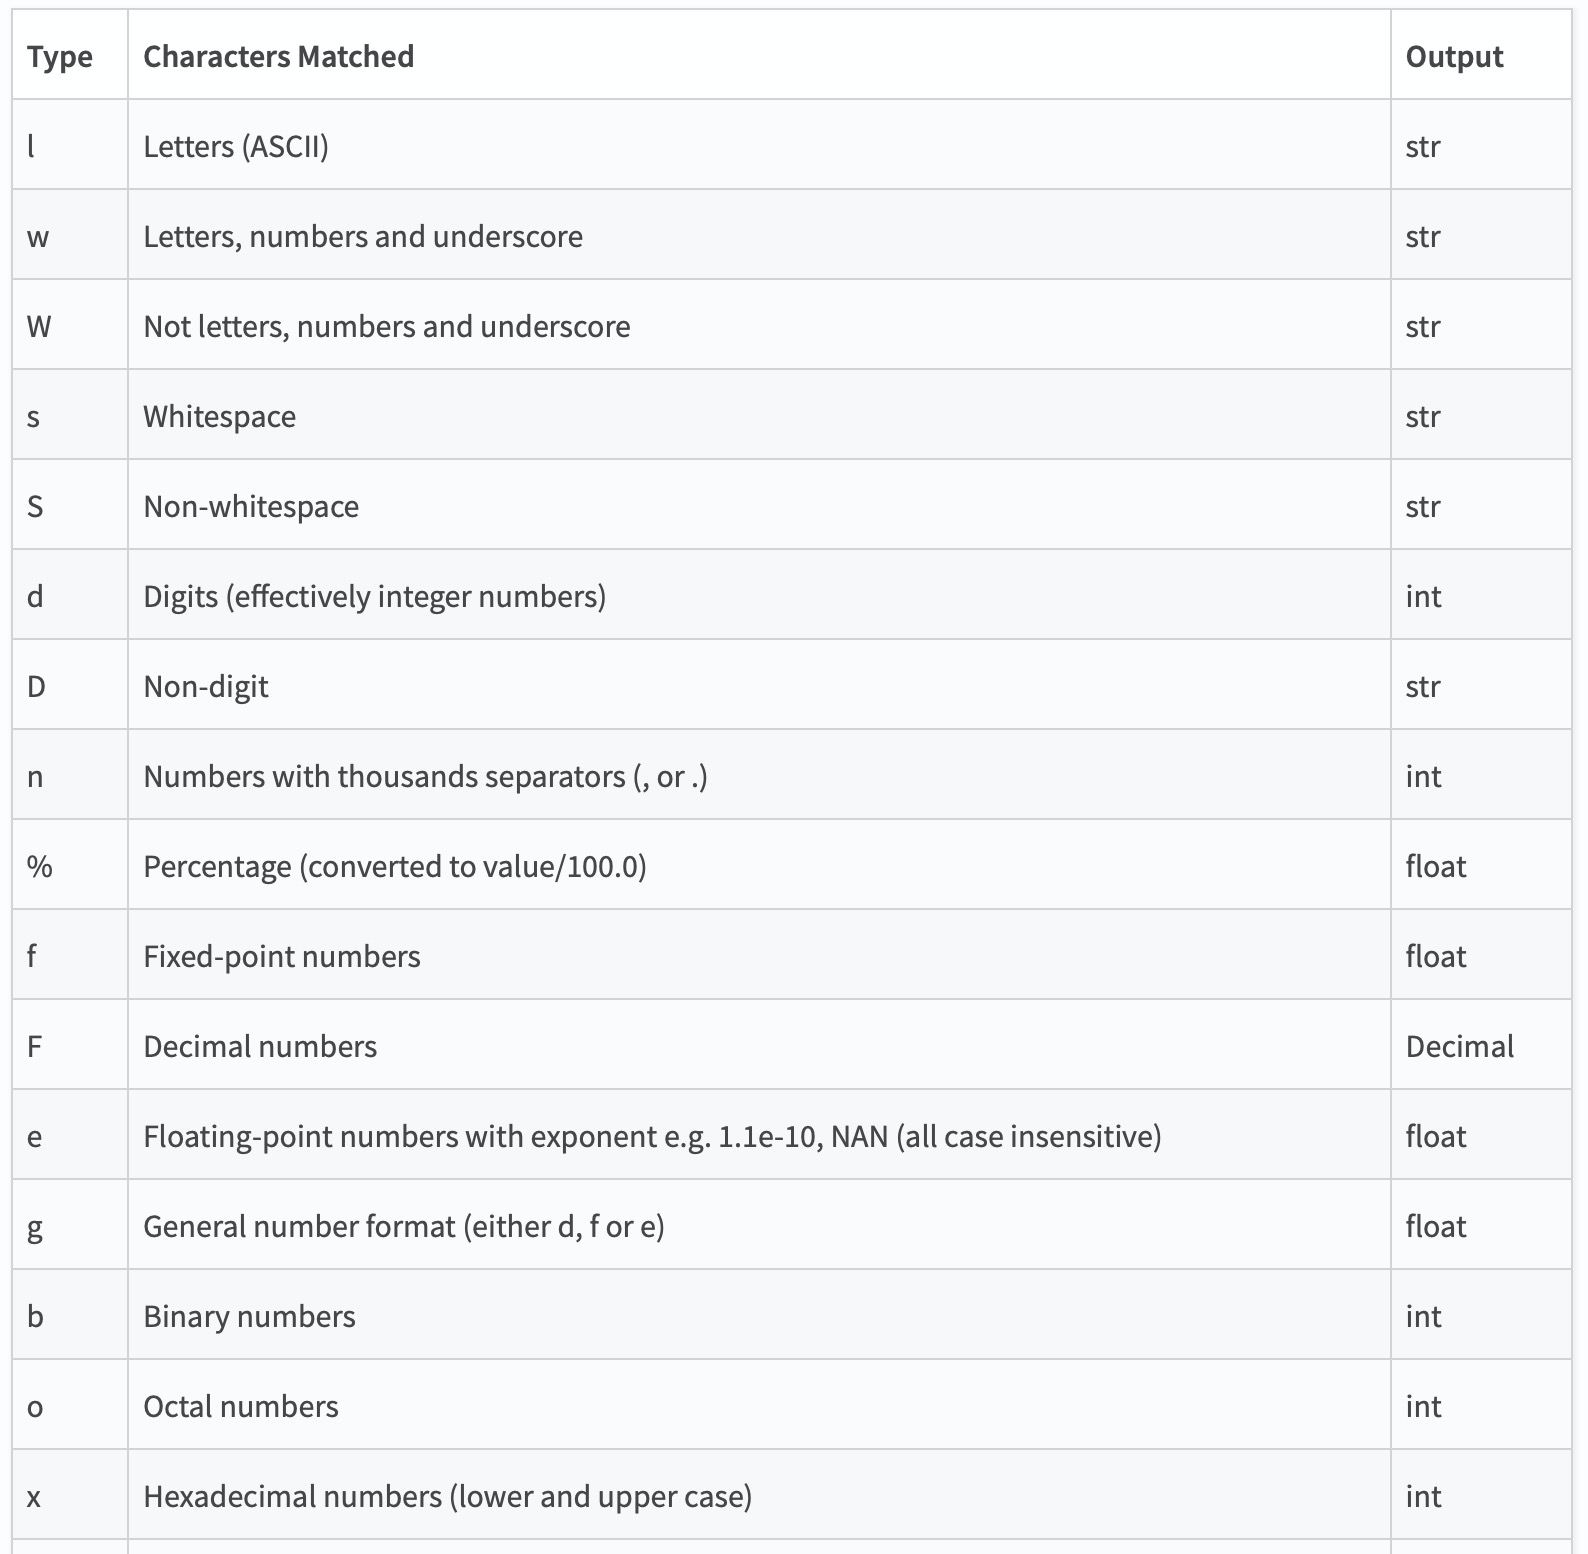 Type Characters Matched Output
l Letters (ASCII) str
w Letters, numbers and underscore str
W Not letters, numbers and underscore str
s Whitespace str
S Non-whitespace str
d Digits (effectively integer numbers) int
D Non-digit str
n Numbers with thousands separators (, or .) int
% Percentage (converted to value/100.0) float
f Fixed-point numbers float
F Decimal numbers Decimal
e Floating-point numbers with exponent e.g. 1.1e-10, NAN (all case insensitive) float
g General number format (either d, f or e) float
b Binary numbers int
o Octal numbers int
x Hexadecimal numbers (lower and upper case) int